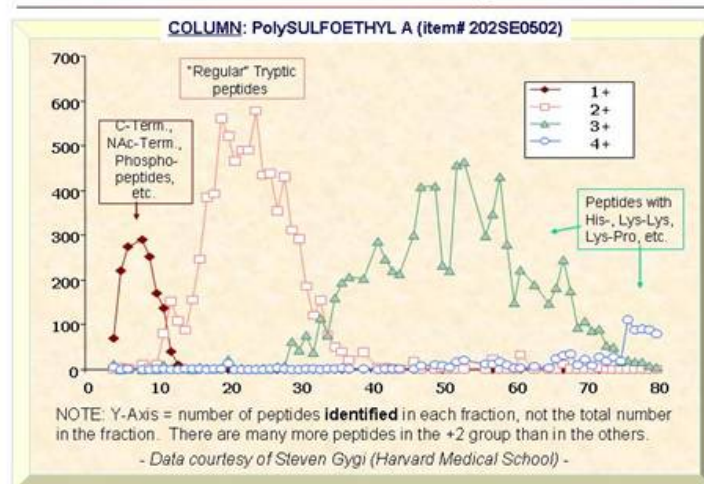 COLUMN: PolySULFOETHYL A (item# 202SE0502)
700
600
500
400
300
200
100
0
"Regular" Tryptic
peptides
C-Term.,
NAc-Term.,
Phospho-
peptides,
etc.
1+
2+
3+
4+
Peptides with
His-, Lys-Lys,
Lys-Pro, etc.
0 10 20 30 40 50 60 70 80
NOTE: Y-Axis = number of peptides identified in each fraction, not the total number
in the fraction. There are many more peptides in the +2 group than in the others.
- Data courtesy of Steven Gygi (Harvard Medical School) -